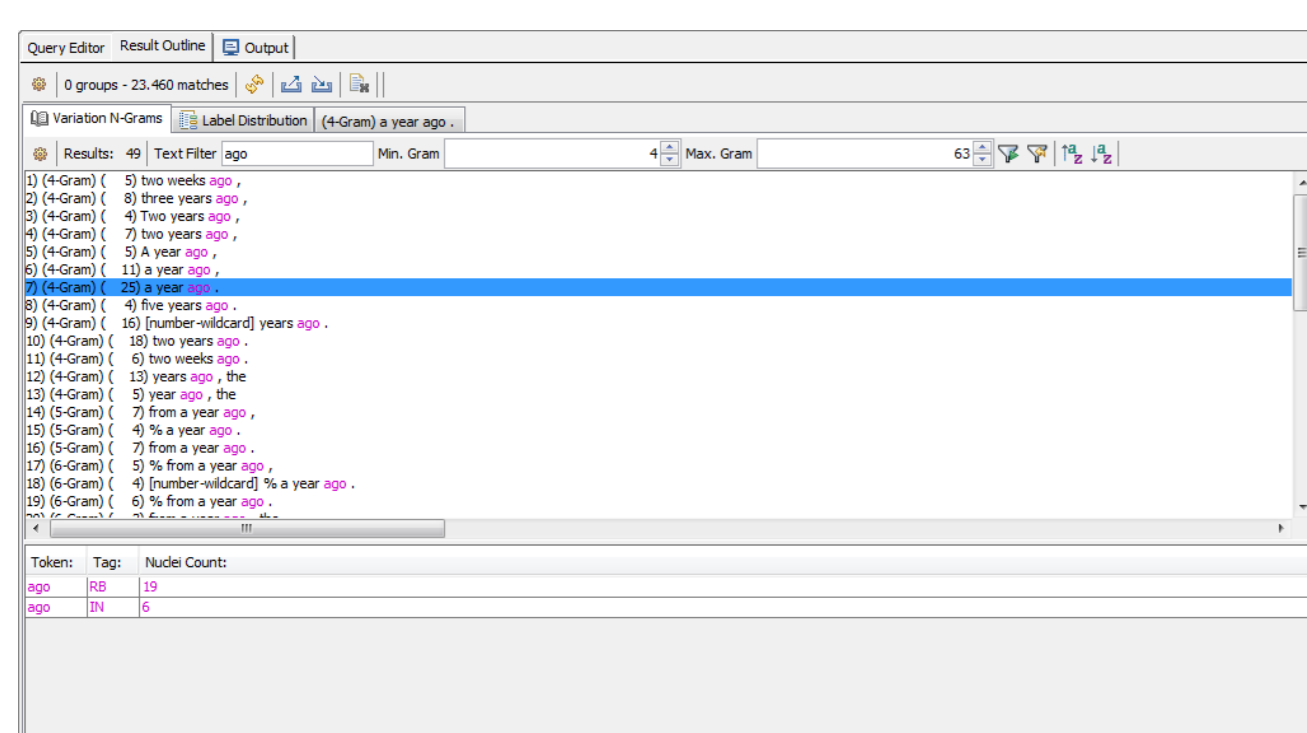 Query Editor Result Outline Output
0 groups - 23.460 matches
Variation N-Grams Label Distribution (4-Gram) a year ago .
Results: 49 Text Filter ago Min. Gram 4 Max. Gram 63 a z a z
1) (4-Gram) ( 5) two weeks ago ,
2) (4-Gram) ( 8) three years ago ,
3) (4-Gram) ( 4) Two years ago ,
4) (4-Gram) ( 7) two years ago ,
5) (4-Gram) ( 5) A year ago ,
6) (4-Gram) ( 11) a year ago ,
7) (4-Gram) ( 25) a year ago .
8) (4-Gram) ( 4) five years ago .
9) (4-Gram) ( 16) [number-wildcard] years ago .
10) (4-Gram) ( 18) two years ago .
11) (4-Gram) ( 6) two weeks ago .
12) (4-Gram) ( 13) years ago , the
13) (4-Gram) ( 5) year ago , the
14) (5-Gram) ( 7) from a year ago ,
15) (5-Gram) ( 4) % a year ago .
16) (5-Gram) ( 7) from a year ago .
17) (6-Gram) ( 5) % from a year ago ,
18) (6-Gram) ( 4) [number-wildcard] % a year ago .
19) (6-Gram) ( 6) % from a year ago .
Token: Tag: Nuclei Count:
ago RB 19
ago IN 6